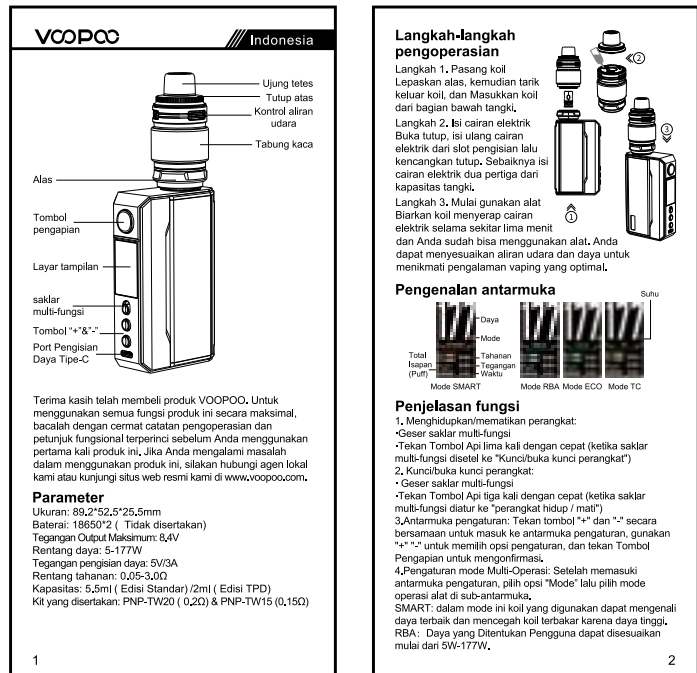 VOOPOO
Indonesia
Ujung tetes
Tutup atas
Kontrol aliran
udara
Tabung kaca
Alas
Tombol
pengapian
Layar tampilan
saklar
multi-fungsi
Tombol "+"&"-"
Port Pengisian
Daya Tipe-C
Terima kasih telah membeli produk VOOPOO. Untuk
menggunakan semua fungsi produk ini secara maksimal,
bacalah dengan cermat catatan pengoperasian dan
petunjuk fungsional terperinci sebelum Anda menggunakan
pertama kali produk ini. Jika Anda mengalami masalah
dalam menggunakan produk ini, silakan hubungi agen lokal
kami atau kunjungi situs web resmi kami di www.voopoo.com.
Parameter
Ukuran: 89.2*52.5*25.5mm
Baterai: 18650*2 ( Tidak disertakan)
Tegangan Output Maksimum: 8.4V
Rentang daya: 5-177W
Tegangan pengisian daya: 5V/3A
Rentang tahanan: 0.05-3.0Ω
Kapasitas: 5.5ml ( Edisi Standar) /2ml ( Edisi TPD)
Kit yang disertakan: PNP-TW20 ( 0.2Ω) & PNP-TW15 (0.15Ω)
1
Langkah-langkah
pengoperasian
Langkah 1. Pasang koil
Lepaskan alas, kemudian tarik
keluar koil, dan Masukkan koil
dari bagian bawah tangki.
Langkah 2. Isi cairan elektrik
Buka tutup, isi ulang cairan
elektrik dari slot pengisian lalu
kencangkan tutup. Sebaiknya isi
cairan elektrik dua pertiga dari
kapasitas tangki.
Langkah 3. Mulai gunakan alat
Biarkan koil menyerap cairan
elektrik selama sekitar lima menit
dan Anda sudah bisa menggunakan alat. Anda
dapat menyesuaikan aliran udara dan daya untuk
menikmati pengalaman vaping yang optimal.
1
2
3
Pengenalan antarmuka
Suhu
Daya
Mode
Total
Isapan
(Puff)
Tahanan
Tegangan
Waktu
Mode SMART
Mode RBA
Mode ECO
Mode TC
Penjelasan fungsi
1. Menghidupkan/mematikan perangkat:
·Geser saklar multi-fungsi
·Tekan Tombol Api lima kali dengan cepat (ketika saklar
multi-fungsi disetel ke "Kunci/buka kunci perangkat")
2. Kunci/buka kunci perangkat:
· Geser saklar multi-fungsi
·Tekan Tombol Api tiga kali dengan cepat (ketika saklar
multi-fungsi diatur ke "perangkat hidup / mati")
3.Antarmuka pengaturan: Tekan tombol "+" dan "-" secara
bersamaan untuk masuk ke antarmuka pengaturan, gunakan
"+" "-" untuk memilih opsi pengaturan, dan tekan Tombol
Pengapian untuk mengonfirmasi.
4.Pengaturan mode Multi-Operasi: Setelah memasuki
antarmuka pengaturan, pilih opsi "Mode" lalu pilih mode
operasi alat di sub-antarmuka.
SMART: dalam mode ini koil yang digunakan dapat mengenali
daya terbaik dan mencegah koil terbakar karena daya tinggi.
RBA: Daya yang Ditentukan Pengguna dapat disesuaikan
mulai dari 5W-177W.
2